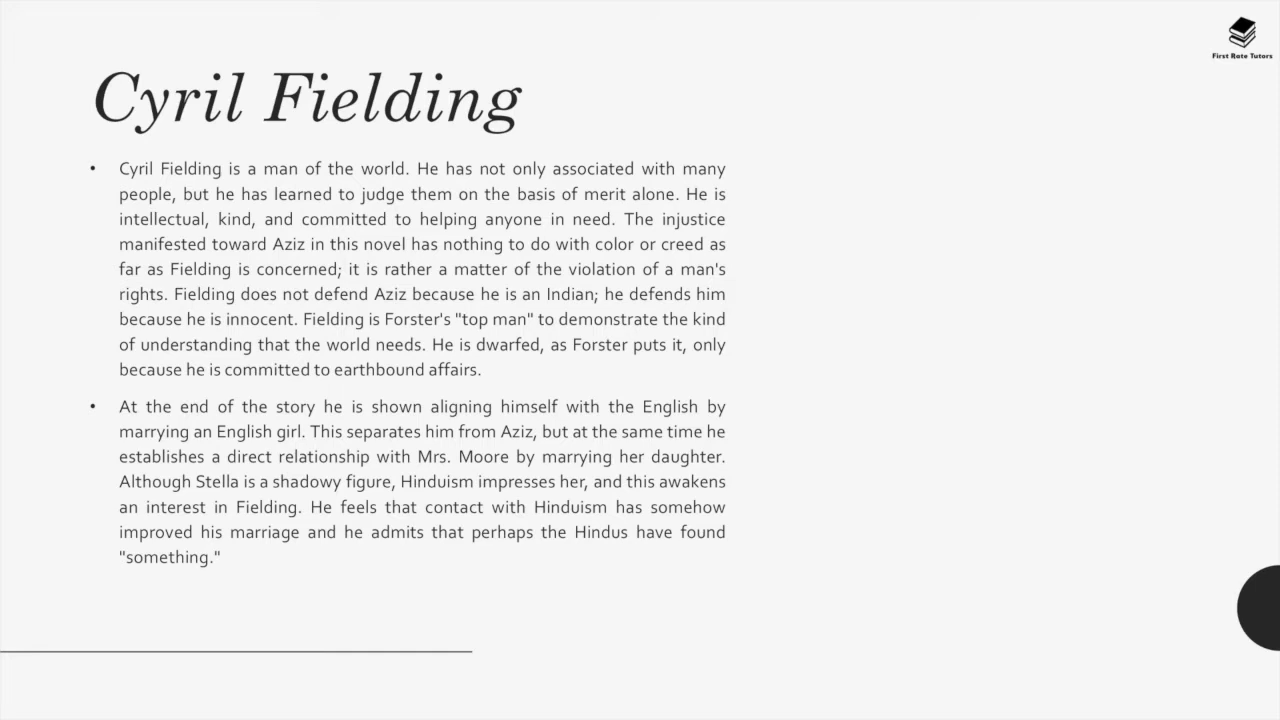 First Rate Tutors
Cyril Fielding
• Cyril Fielding is a man of the world. He has not only associated with many
people, but he has learned to judge them on the basis of merit alone. He is
intellectual, kind, and committed to helping anyone in need. The injustice
manifested toward Aziz in this novel has nothing to do with color or creed as
far as Fielding is concerned; it is rather a matter of the violation of a man's
rights. Fielding does not defend Aziz because he is an Indian; he defends him
because he is innocent. Fielding is Forster's "top man" to demonstrate the kind
of understanding that the world needs. He is dwarfed, as Forster puts it, only
because he is committed to earthbound affairs.
• At the end of the story he is shown aligning himself with the English by
marrying an English girl. This separates him from Aziz, but at the same time he
establishes a direct relationship with Mrs. Moore by marrying her daughter.
Although Stella is a shadowy figure, Hinduism impresses her, and this awakens
an interest in Fielding. He feels that contact with Hinduism has somehow
improved his marriage and he admits that perhaps the Hindus have found
"something."